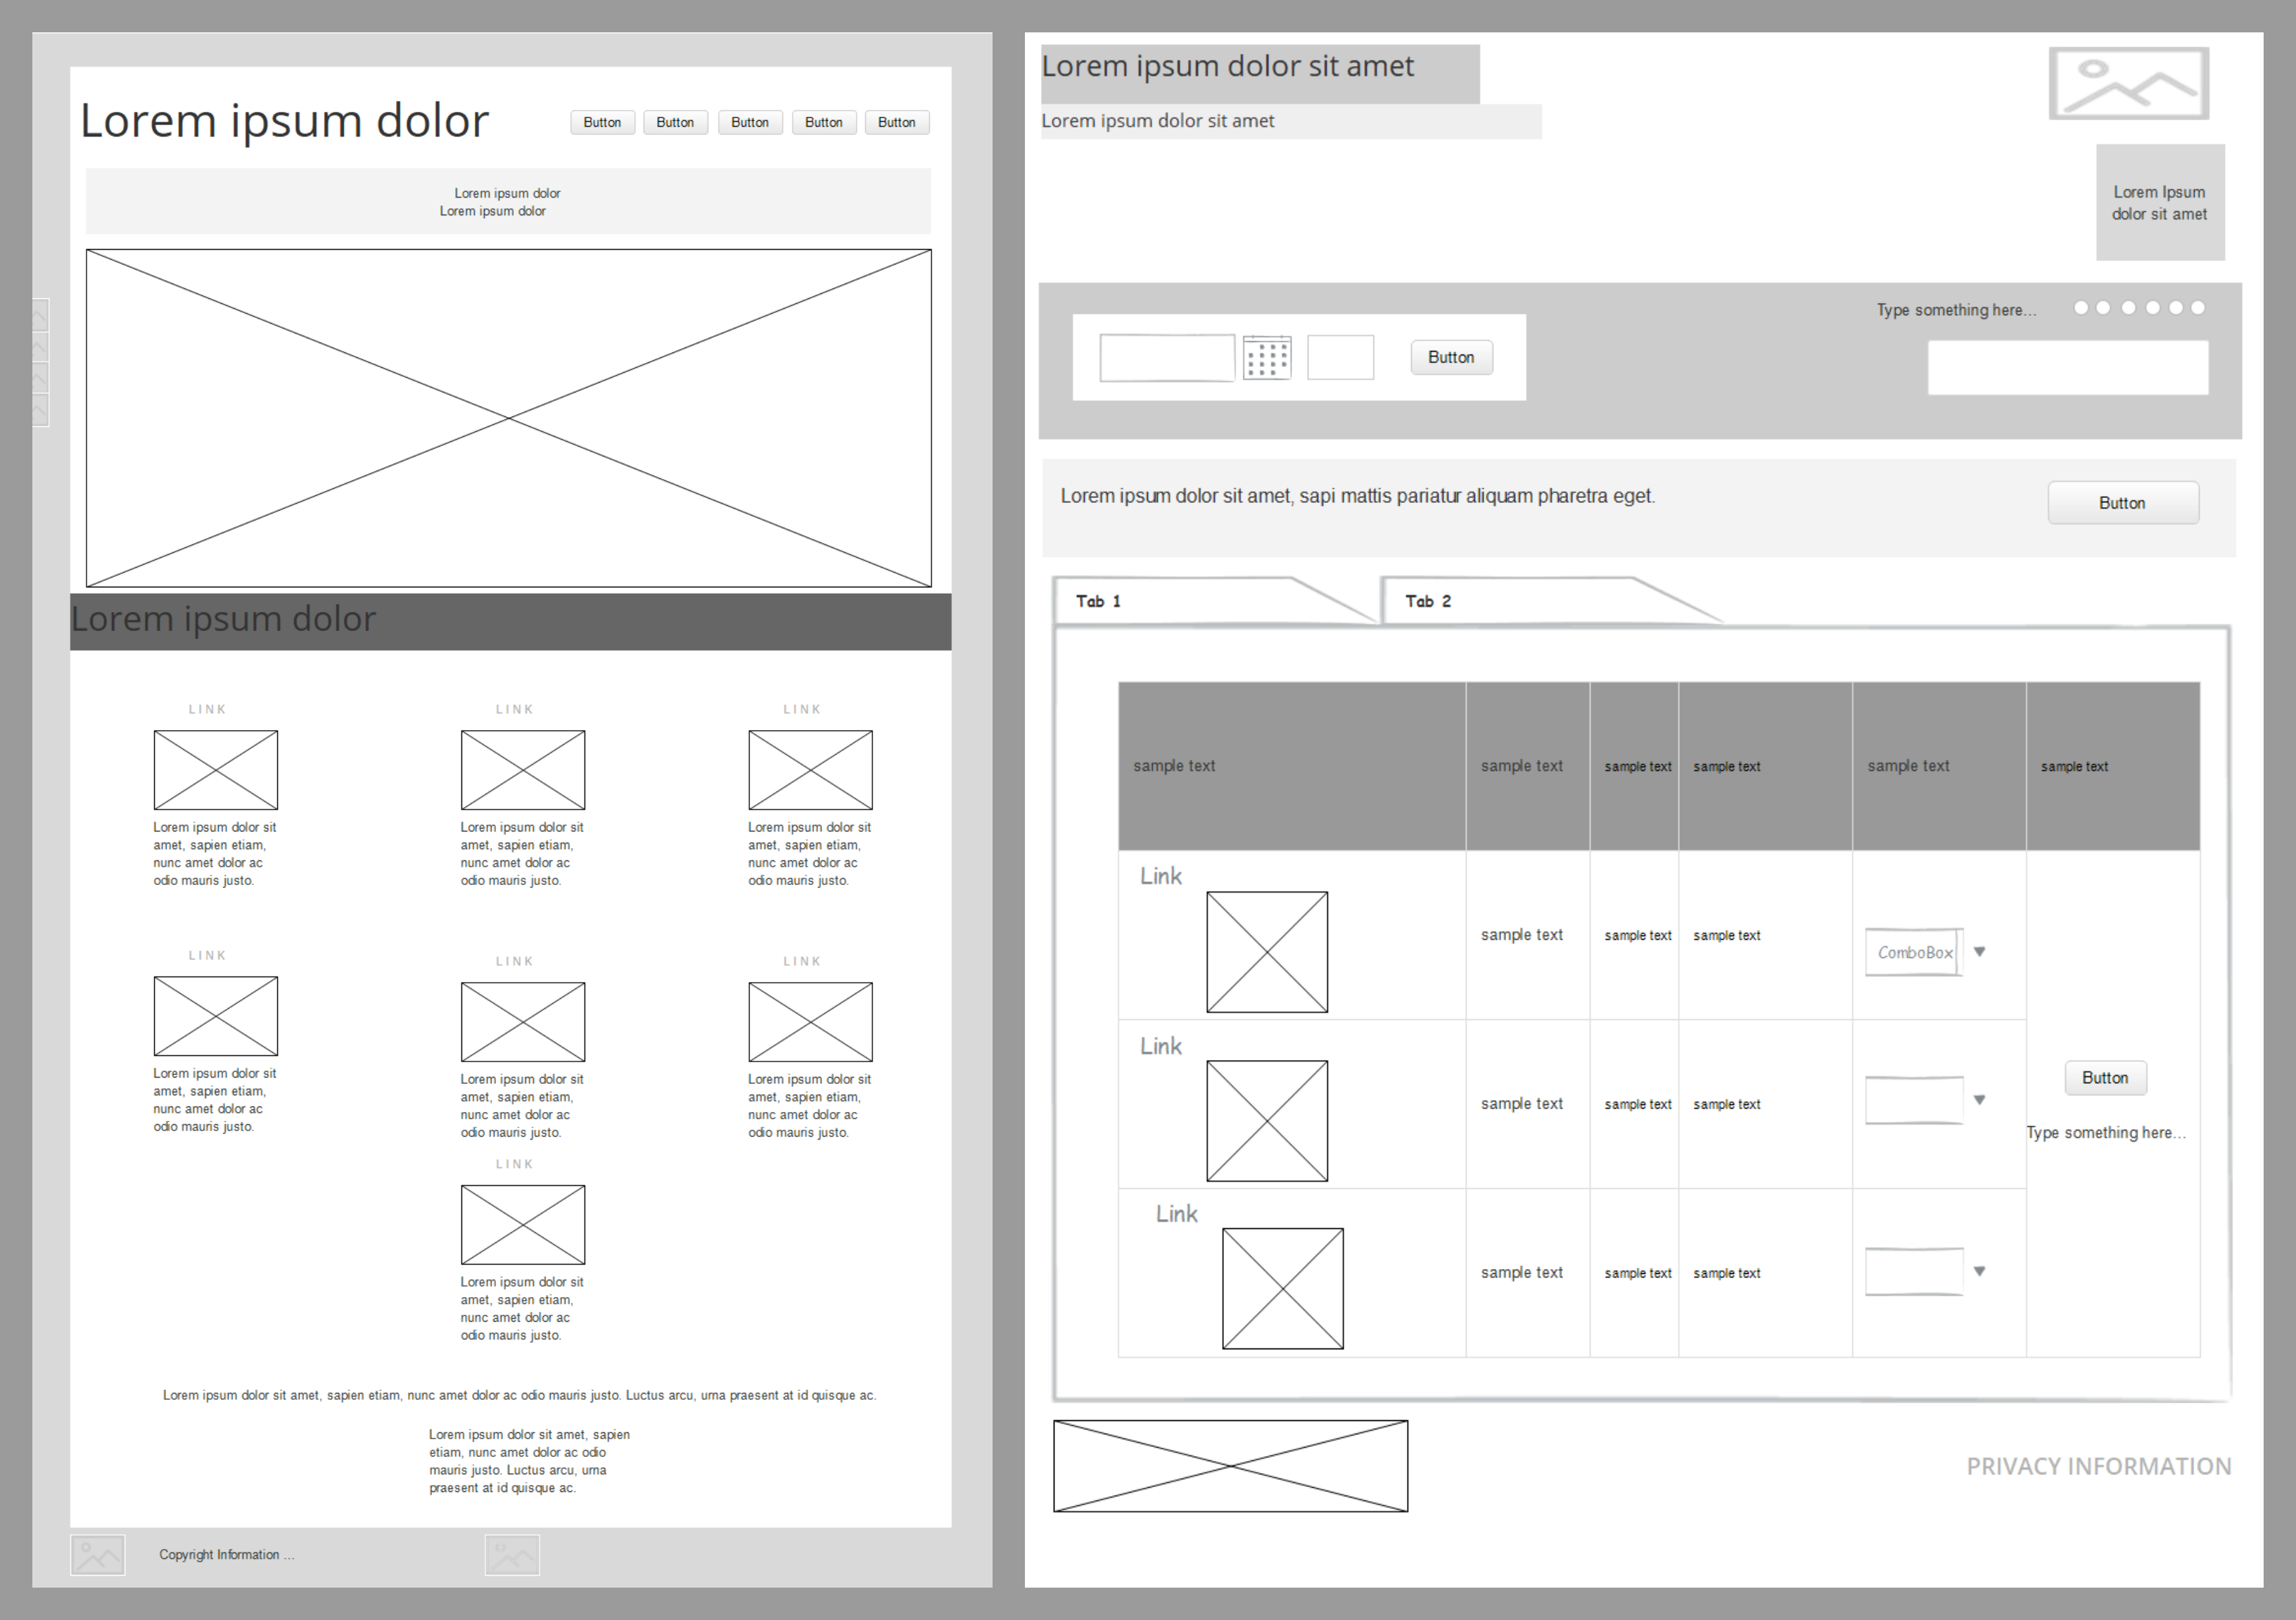 Lorem ipsum dolor
Button Button Button Button Button
Lorem ipsum dolor
Lorem ipsum dolor
Lorem ipsum dolor
LINK
Lorem ipsum dolor sit
amet, sapien etiam,
nunc amet dolor ac
odio mauris justo.
LINK
Lorem ipsum dolor sit
amet, sapien etiam,
nunc amet dolor ac
odio mauris justo.
LINK
Lorem ipsum dolor sit
amet, sapien etiam,
nunc amet dolor ac
odio mauris justo.
LINK
Lorem ipsum dolor sit
amet, sapien etiam,
nunc amet dolor ac
odio mauris justo.
LINK
Lorem ipsum dolor sit
amet, sapien etiam,
nunc amet dolor ac
odio mauris justo.
LINK
Lorem ipsum dolor sit
amet, sapien etiam,
nunc amet dolor ac
odio mauris justo.
LINK
Lorem ipsum dolor sit
amet, sapien etiam,
nunc amet dolor ac
odio mauris justo.
Lorem ipsum dolor sit amet, sapien etiam, nunc amet dolor ac odio mauris justo. Luctus arcu, urna praesent at id quisque ac.
Lorem ipsum dolor sit amet, sapien
etiam, nunc amet dolor ac odio
mauris justo. Luctus arcu, urna
praesent at id quisque ac.
Copyright Information ...
Lorem ipsum dolor sit amet
Lorem ipsum dolor sit amet
Lorem Ipsum
dolor sit amet
Type something here...
Button
Lorem ipsum dolor sit amet, sapi mattis pariatur aliquam pharetra eget.
Button
Tab 1 Tab 2
sample text sample text sample text sample text sample text sample text
Link
sample text sample text sample text ComboBox
Link
sample text sample text sample text
Button
Type something here...
Link
sample text sample text sample text
PRIVACY INFORMATION